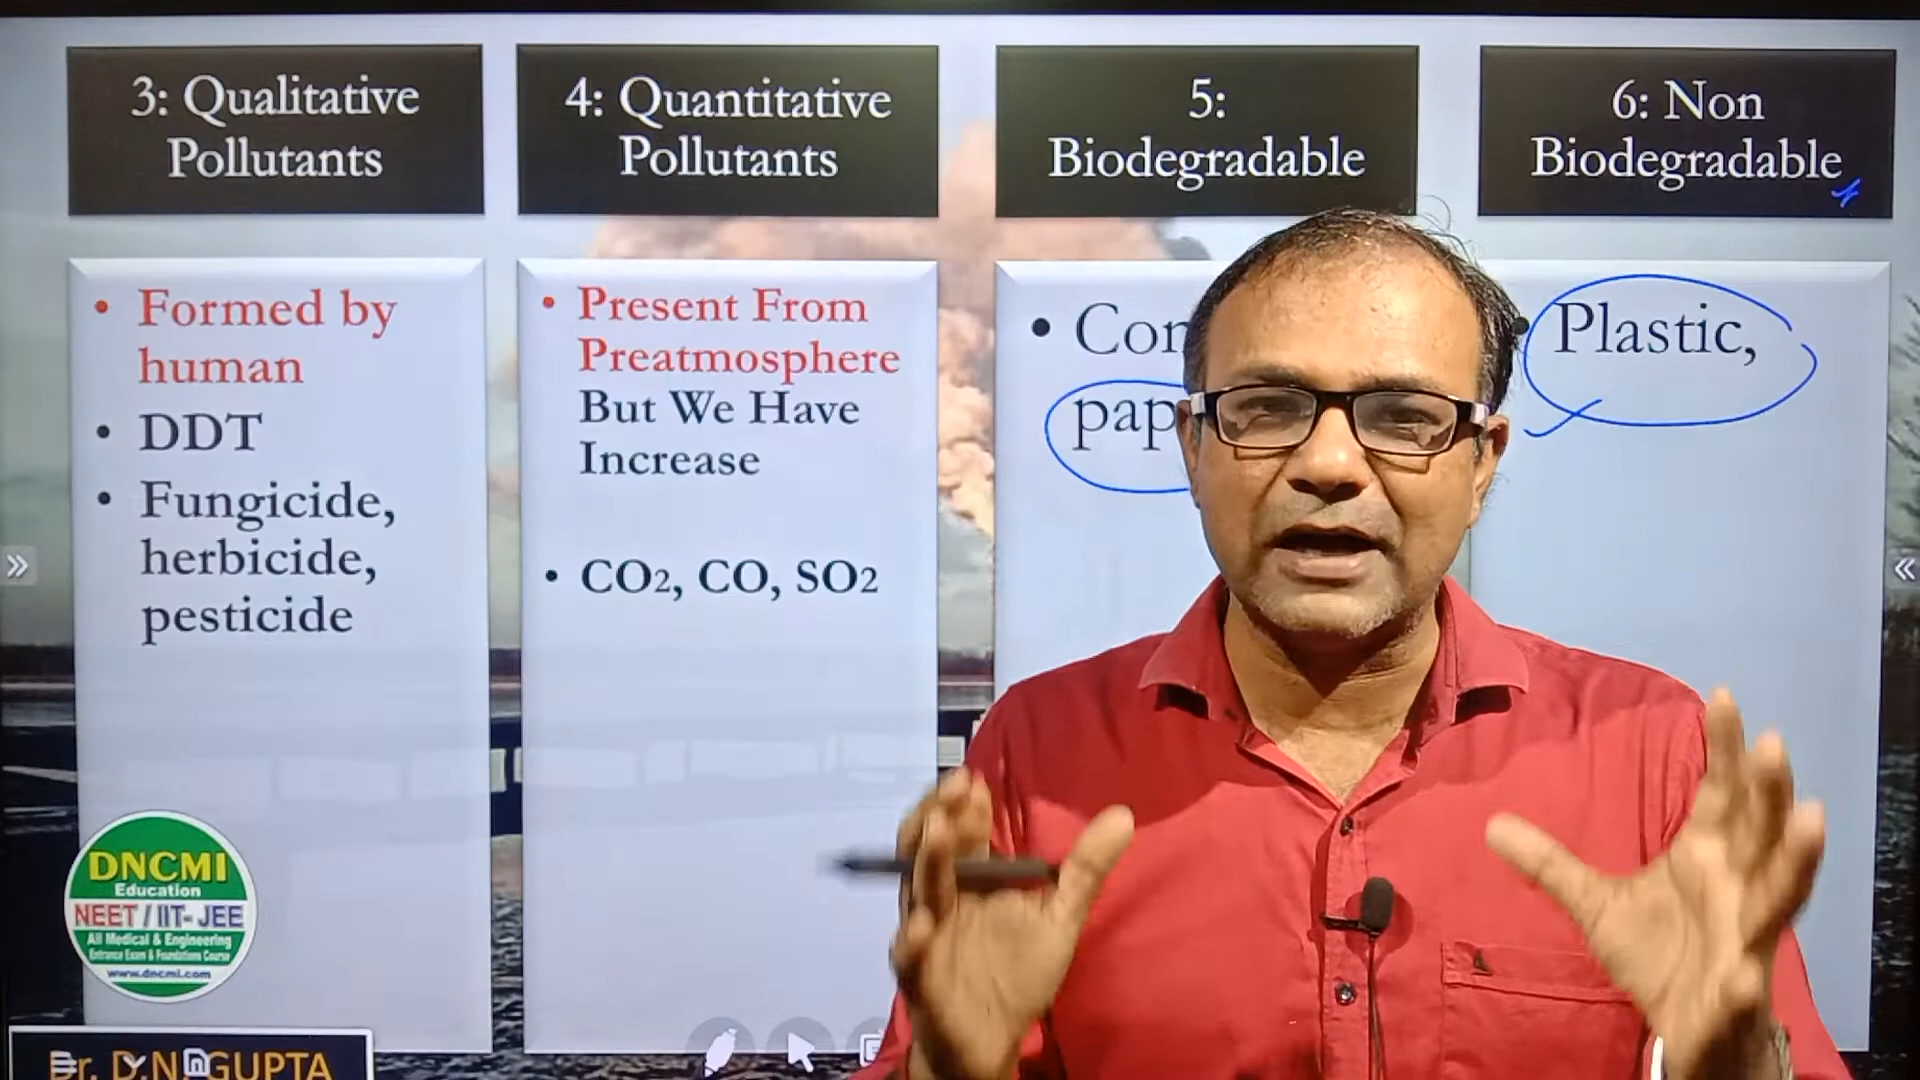 3: Qualitative
Pollutants
4: Quantitative
Pollutants
5:
Biodegradable
6: Non
Biodegradable
• Formed by
human
• DDT
• Fungicide,
herbicide,
pesticide
• Present From
Preatmosphere
But We Have
Increase
• CO2, CO, SO2
• Con
pap
• Plastic,
DNCMI
Education
NEET / IIT- JEE
All Medical & Engineering
Entrance Exam & Foundations Course
www.dncmi.com
D.N. GUPTA